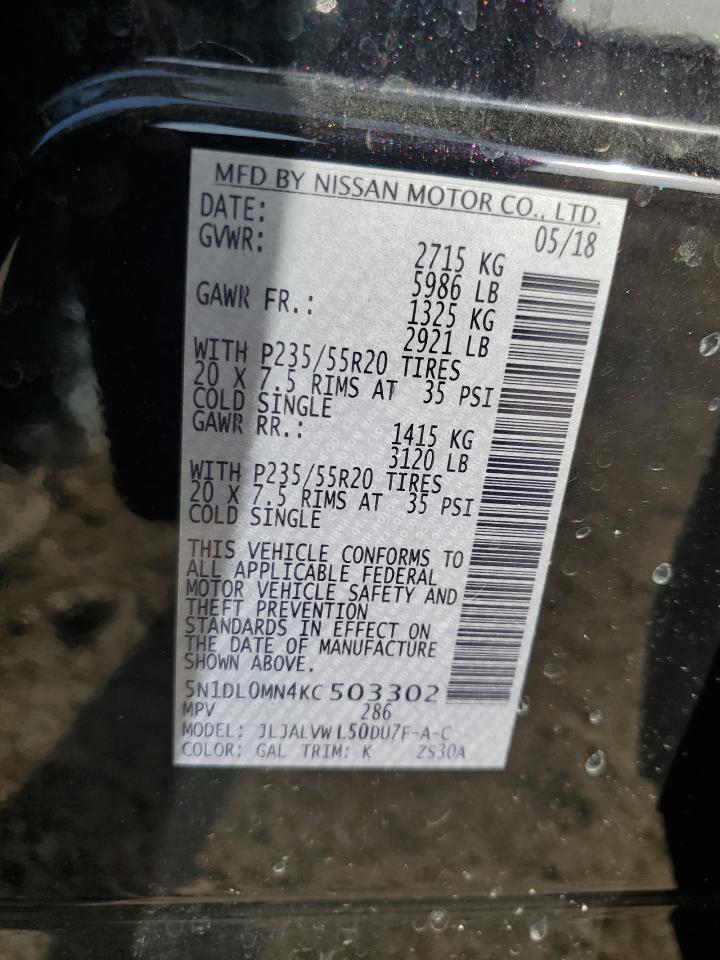 MFD BY NISSAN MOTOR CO., LTD.
DATE: 05/18
GVWR: 2715 KG
5986 LB
GAWR FR.: 1325 KG
2921 LB
WITH P235/55R20 TIRES
20 X 7.5 RIMS AT 35 PSI
COLD SINGLE
GAWR RR.: 1415 KG
3120 LB
WITH P235/55R20 TIRES
20 X 7.5 RIMS AT 35 PSI
COLD SINGLE
THIS VEHICLE CONFORMS TO
ALL APPLICABLE FEDERAL
MOTOR VEHICLE SAFETY AND
THEFT PREVENTION
STANDARDS IN EFFECT ON
THE DATE OF MANUFACTURE
SHOWN ABOVE.
5N1DL0MN4KC 503302
MPV 286
MODEL: JLJALVW L50DU7F-A-C
COLOR: GAL TRIM: K ZS30A